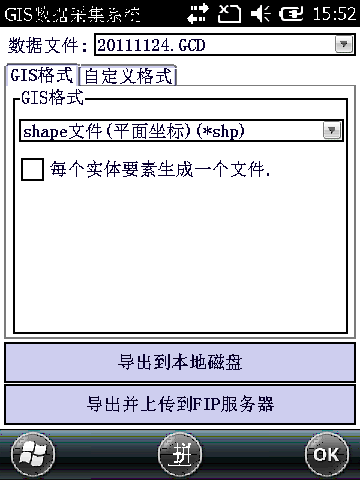 GIS数据采集系统 15:52
数据文件: 20111124.GCD
GIS格式 自定义格式
GIS格式
shape文件(平面坐标)(*shp)
每个实体要素生成一个文件.
导出到本地磁盘
导出并上传到FIP服务器
拼 OK